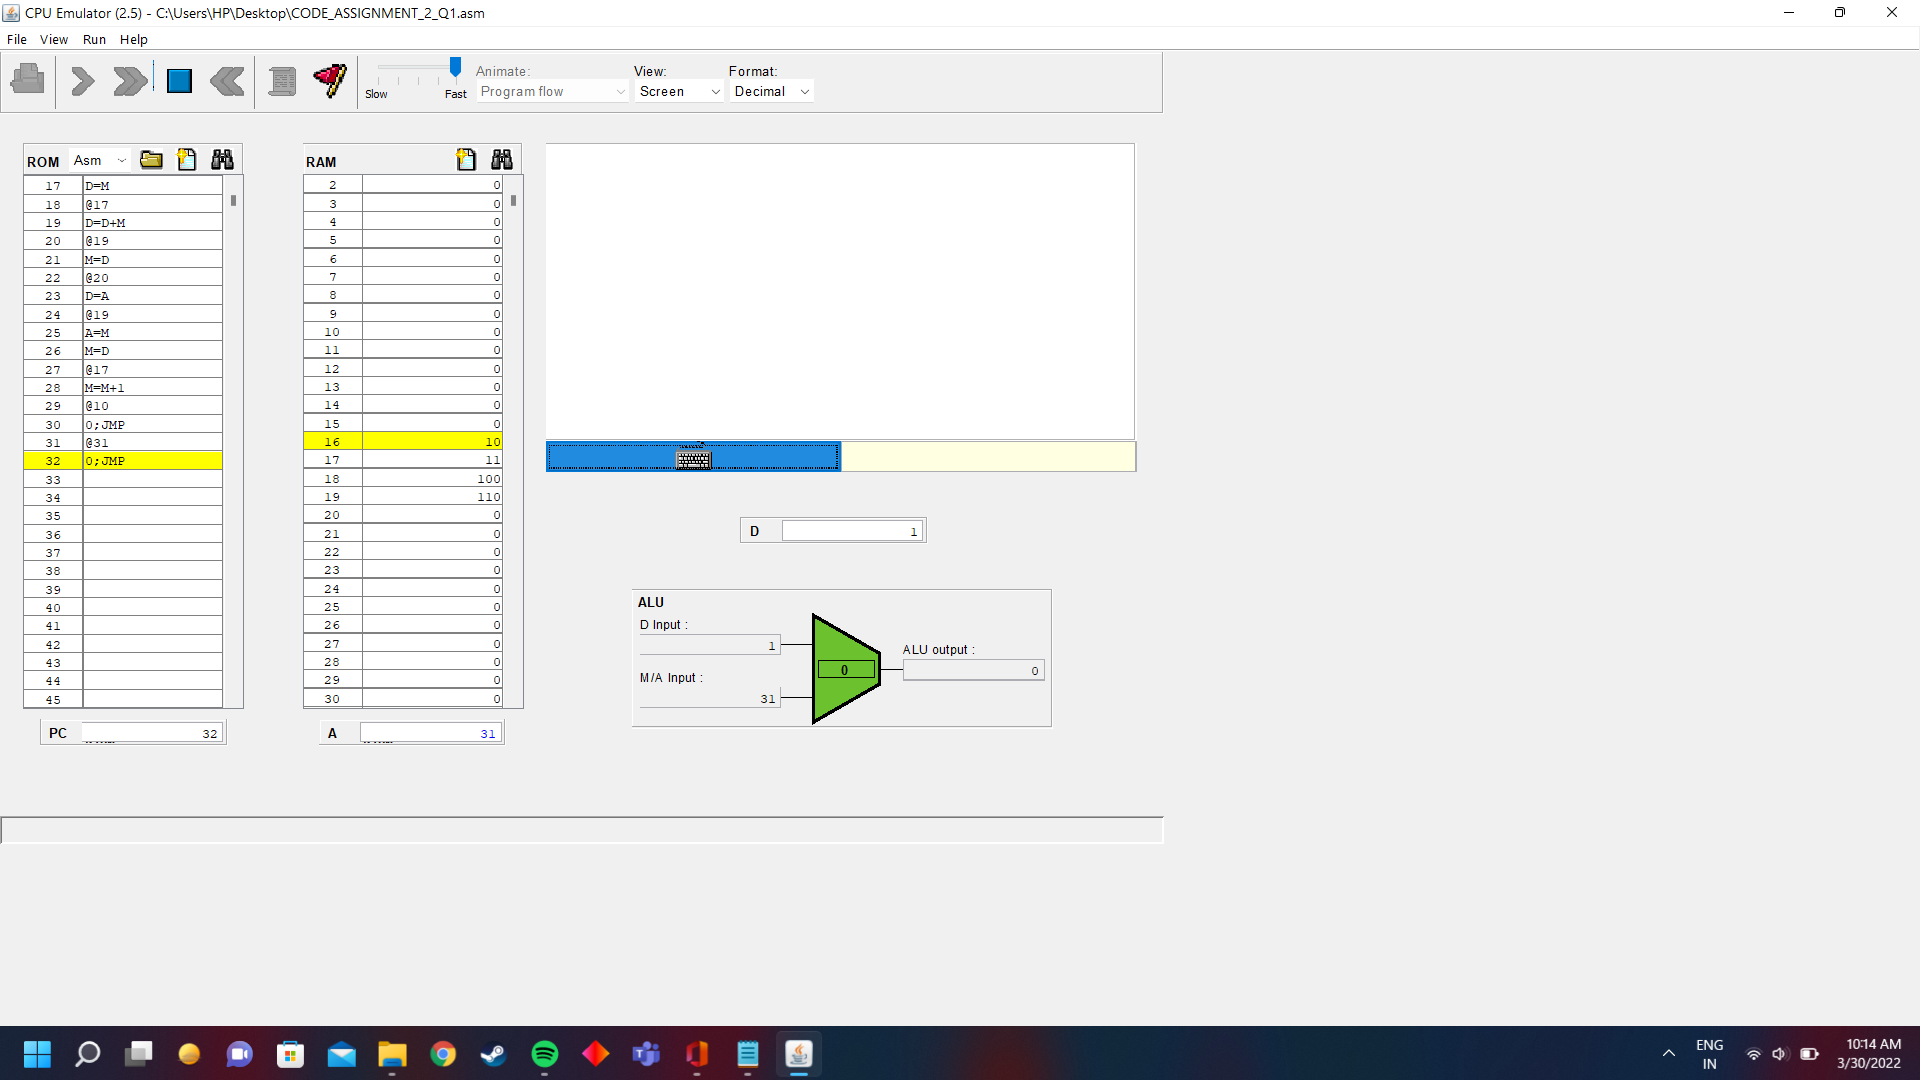 CPU Emulator (2.5) - C:\Users\HP\Desktop\CODE_ASSIGNMENT_2_Q1.asm
File View Run Help
Slow Fast
Animate:
Program flow
View:
Screen
Format:
Decimal
ROM Asm
17 D=M
18 @17
19 D=D+M
20 @19
21 M=D
22 @20
23 D=A
24 @19
25 A=M
26 M=D
27 @17
28 M=M+1
29 @10
30 0;JMP
31 @31
32 0;JMP
33
34
35
36
37
38
39
40
41
42
43
44
45
PC 32
RAM
2 0
3 0
4 0
5 0
6 0
7 0
8 0
9 0
10 0
11 0
12 0
13 0
14 0
15 0
16 10
17 11
18 100
19 110
20 0
21 0
22 0
23 0
24 0
25 0
26 0
27 0
28 0
29 0
30 0
A 31
D 1
ALU
D Input :
1
M/A Input :
31
0
ALU output :
0
ENG
IN
10:14 AM
3/30/2022